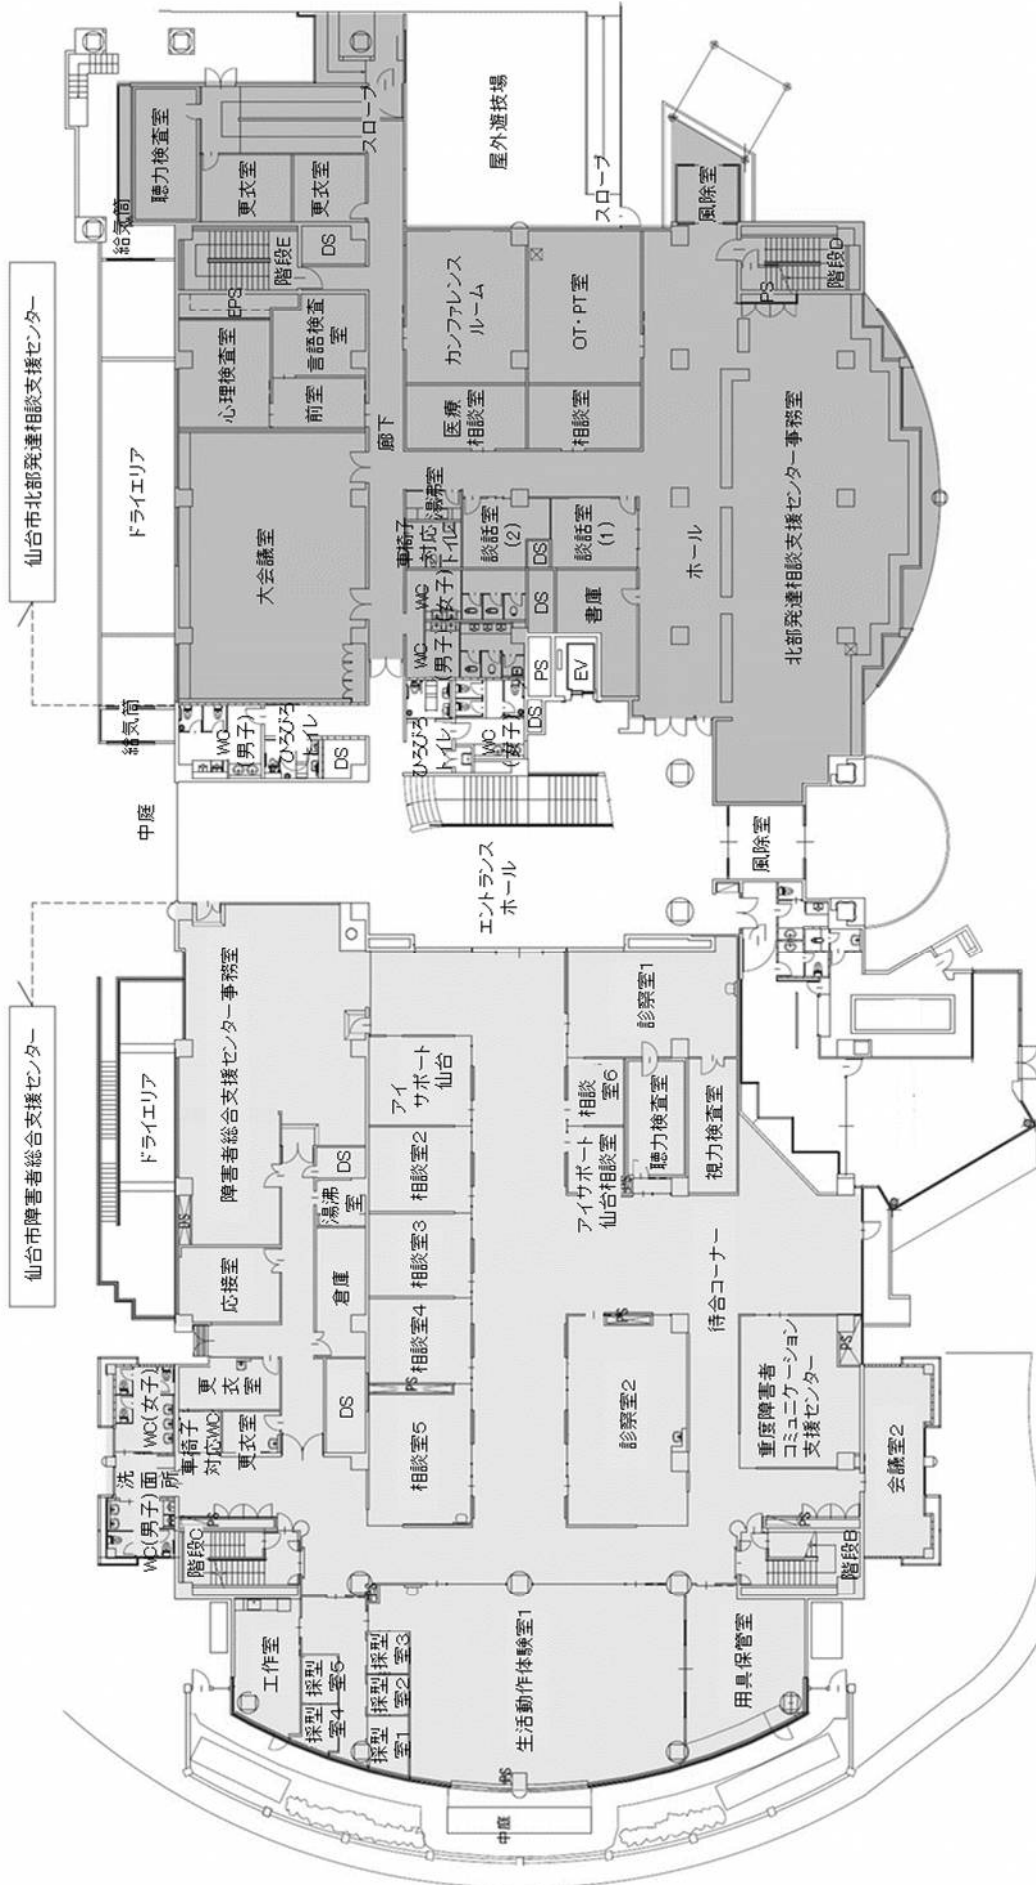 仙台市障害者総合支援センター
仙台市北部発達相談支援センター
ドライエリア
中庭
給気筒
ドライエリア
給気筒
聴力検査室
WC(男子)
洗面所
WC(女子)
車椅子
対応WC
更衣
室
更衣室
階段C
PS
応接室
DS
障害者総合支援センター事務室
倉庫
湯沸
室
DS
DS
WC
(男子)
ひろびろ
トイレ
DS
大会議室
心理検査室
前室
言語検査
室
EPS
階段E
DS
更衣室
更衣室
スロープ
廊下
工作室
採型
室4
採型
室5
採型
室1
採型
室2
採型
室3
PS
相談室5
PS
相談室4
相談室3
相談室2
アイ
サポート
仙台
エントランス
ホール
ひろびろ
トイレ
WC
(女子)
WC
(男子)
WC
(女子)
車椅子
対応
トイレ
湯沸室
談話室
(2)
医療
相談室
カンファレンス
ルーム
屋外遊技場
スロープ
DS
PS
EV
DS
DS
書庫
談話室
(1)
相談室
OT・PT室
中庭
PS
生活動作体験室1
診察室2
PS
アイサポート
仙台相談室
相談
室6
診察室1
PS
聴力検査室
視力検査室
待合コーナー
ホール
風除室
用具保管室
階段B
PS
重度障害者
コミュニケーション
支援センター
PS
会議室2
風除室
北部発達相談支援センター事務室
PS
階段D